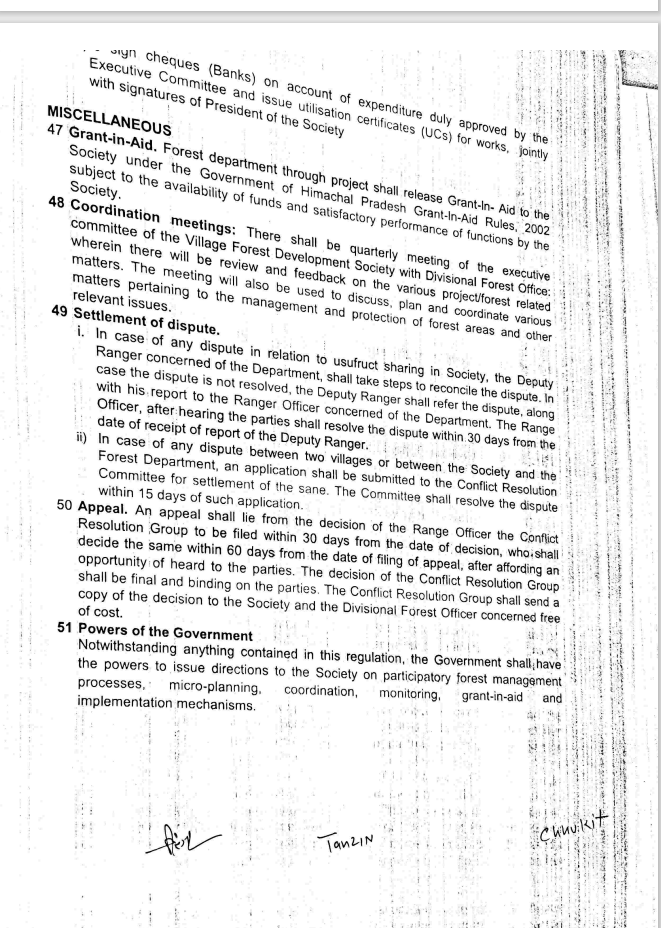 sign cheques (Banks) on account of expenditure duly approved by the
Executive Committee and issue utilisation certificates (UCs) for works, jointly
with signatures of President of the Society
MISCELLANEOUS
47 Grant-in-Aid. Forest department through project shall release Grant-In- Aid to the
Society under the Government of Himachal Pradesh Grant-In-Aid Rules, 2002
subject to the availability of funds and satisfactory performance of functions by the
Society.
48 Coordination meetings: There shall be quarterly meeting of the executive
committee of the Village Forest Development Society with Divisional Forest Office;
wherein there will be review and feedback on the various project/forest related
matters. The meeting will also be used to discuss, plan and coordinate various
matters pertaining to the management and protection of forest areas and other
relevant issues.
49 Settlement of dispute.
i. In case of any dispute in relation to usufruct sharing in Society, the Deputy
Ranger concerned of the Department, shall take steps to reconcile the dispute. In
case the dispute is not resolved, the Deputy Ranger shall refer the dispute, along
with his report to the Ranger Officer concerned of the Department. The Range
Officer, after hearing the parties shall resolve the dispute within 30 days from the
date of receipt of report of the Deputy Ranger.
ii) In case of any dispute between two villages or between the Society and the
Forest Department, an application shall be submitted to the Conflict Resolution
Committee for settlement of the sane. The Committee shall resolve the dispute
within 15 days of such application.
50 Appeal. An appeal shall lie from the decision of the Range Officer the Conflict
Resolution Group to be filed within 30 days from the date of decision, who shall
decide the same within 60 days from the date of filing of appeal, after affording an
opportunity of heard to the parties. The decision of the Conflict Resolution Group
shall be final and binding on the parties. The Conflict Resolution Group shall send a
copy of the decision to the Society and the Divisional Forest Officer concerned free
of cost.
51 Powers of the Government
Notwithstanding anything contained in this regulation, the Government shall have
the powers to issue directions to the Society on participatory forest management
processes, micro-planning, coordination, monitoring, grant-in-aid and
implementation mechanisms.
TanzIN